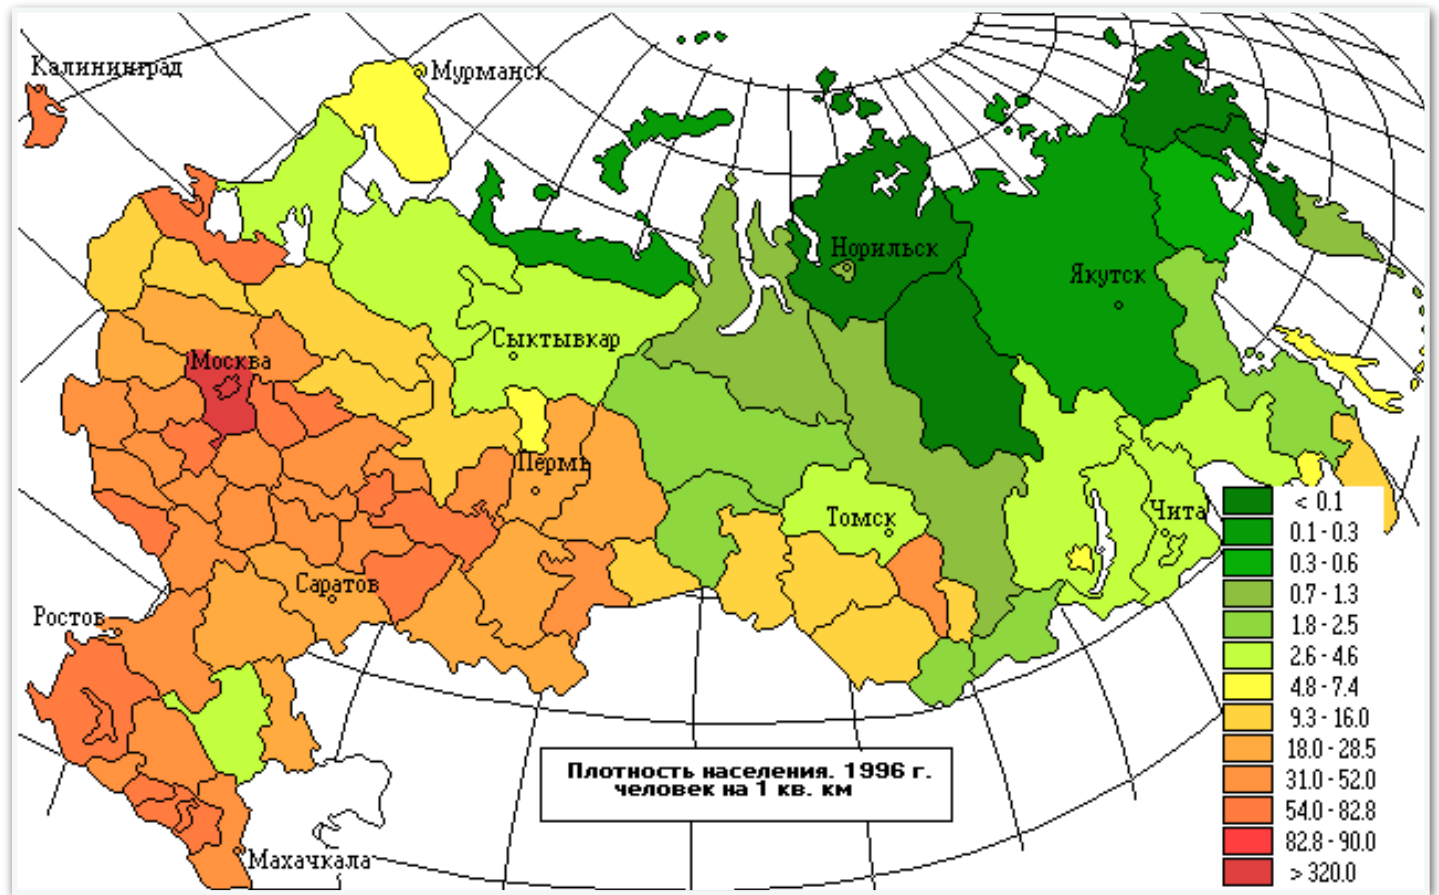 Калининград
Мурманск
Норильск
Якутск
Сыктывкар
Москва
Пермь
Томск
Чита
Саратов
Ростов
Махачкала
Плотность населения. 1996 г.
человек на 1 кв. км
< 0.1
0.1 - 0.3
0.3 - 0.6
0.7 - 1.3
1.8 - 2.5
2.6 - 4.6
4.8 - 7.4
9.3 - 16.0
18.0 - 28.5
31.0 - 52.0
54.0 - 82.8
82.8 - 90.0
> 320.0